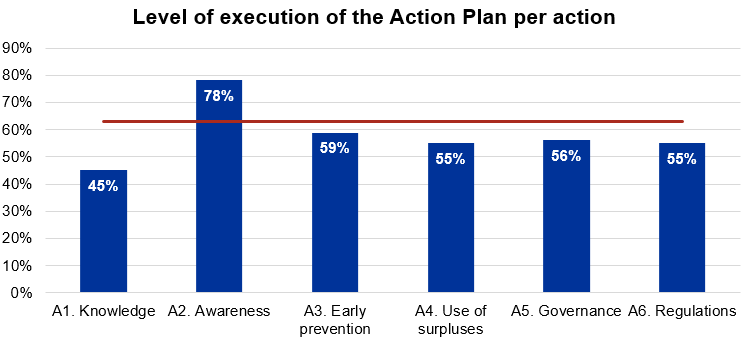 Level of execution of the Action Plan per action
90%
80%
70%
60%
50%
40%
30%
20%
10%
0%
45%
78%
59%
55%
56%
55%
A1. Knowledge
A2. Awareness
A3. Early
prevention
A4. Use of
surpluses
A5. Governance
A6. Regulations